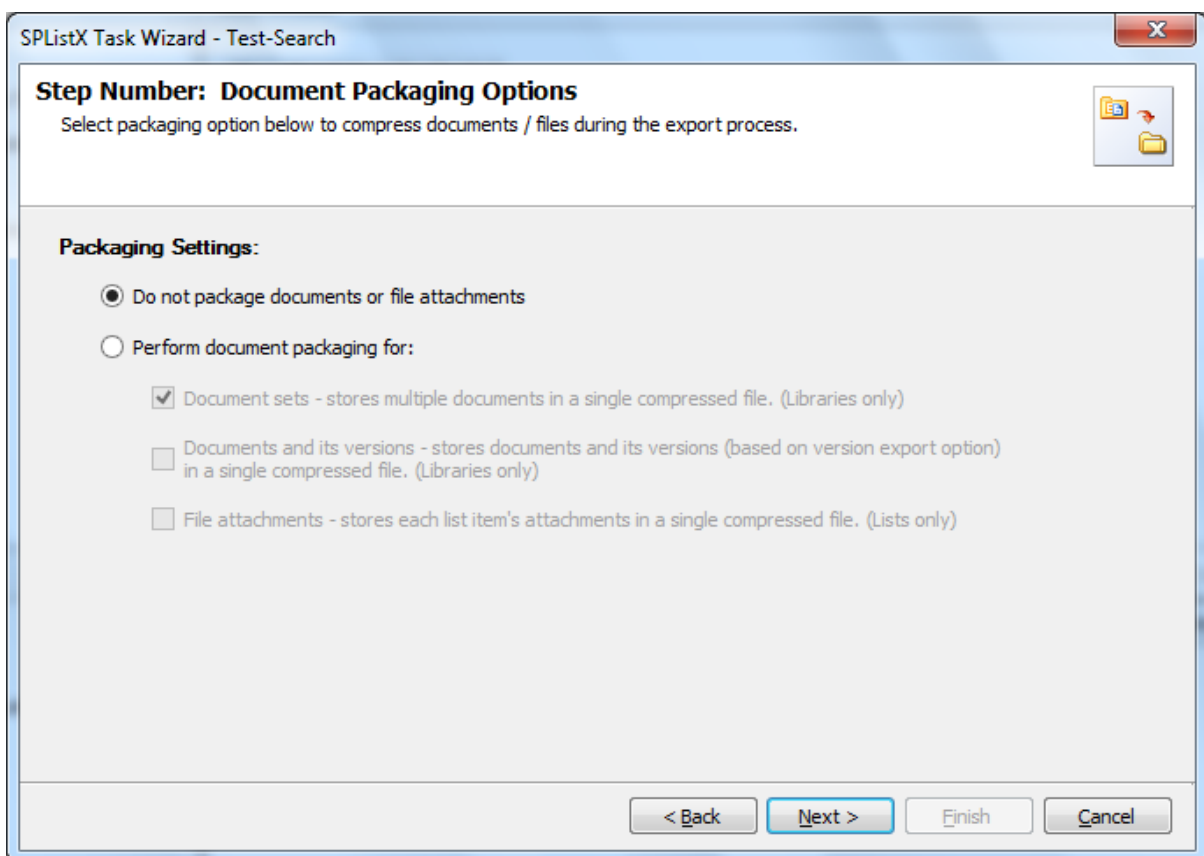 SPListX Task Wizard - Test-Search
Step Number: Document Packaging Options
Select packaging option below to compress documents / files during the export process.
Packaging Settings:
Do not package documents or file attachments
Perform document packaging for:
Document sets - stores multiple documents in a single compressed file. (Libraries only)
Documents and its versions - stores documents and its versions (based on version export option)
in a single compressed file. (Libraries only)
File attachments - stores each list item's attachments in a single compressed file. (Lists only)
< Back Next > Finish Cancel